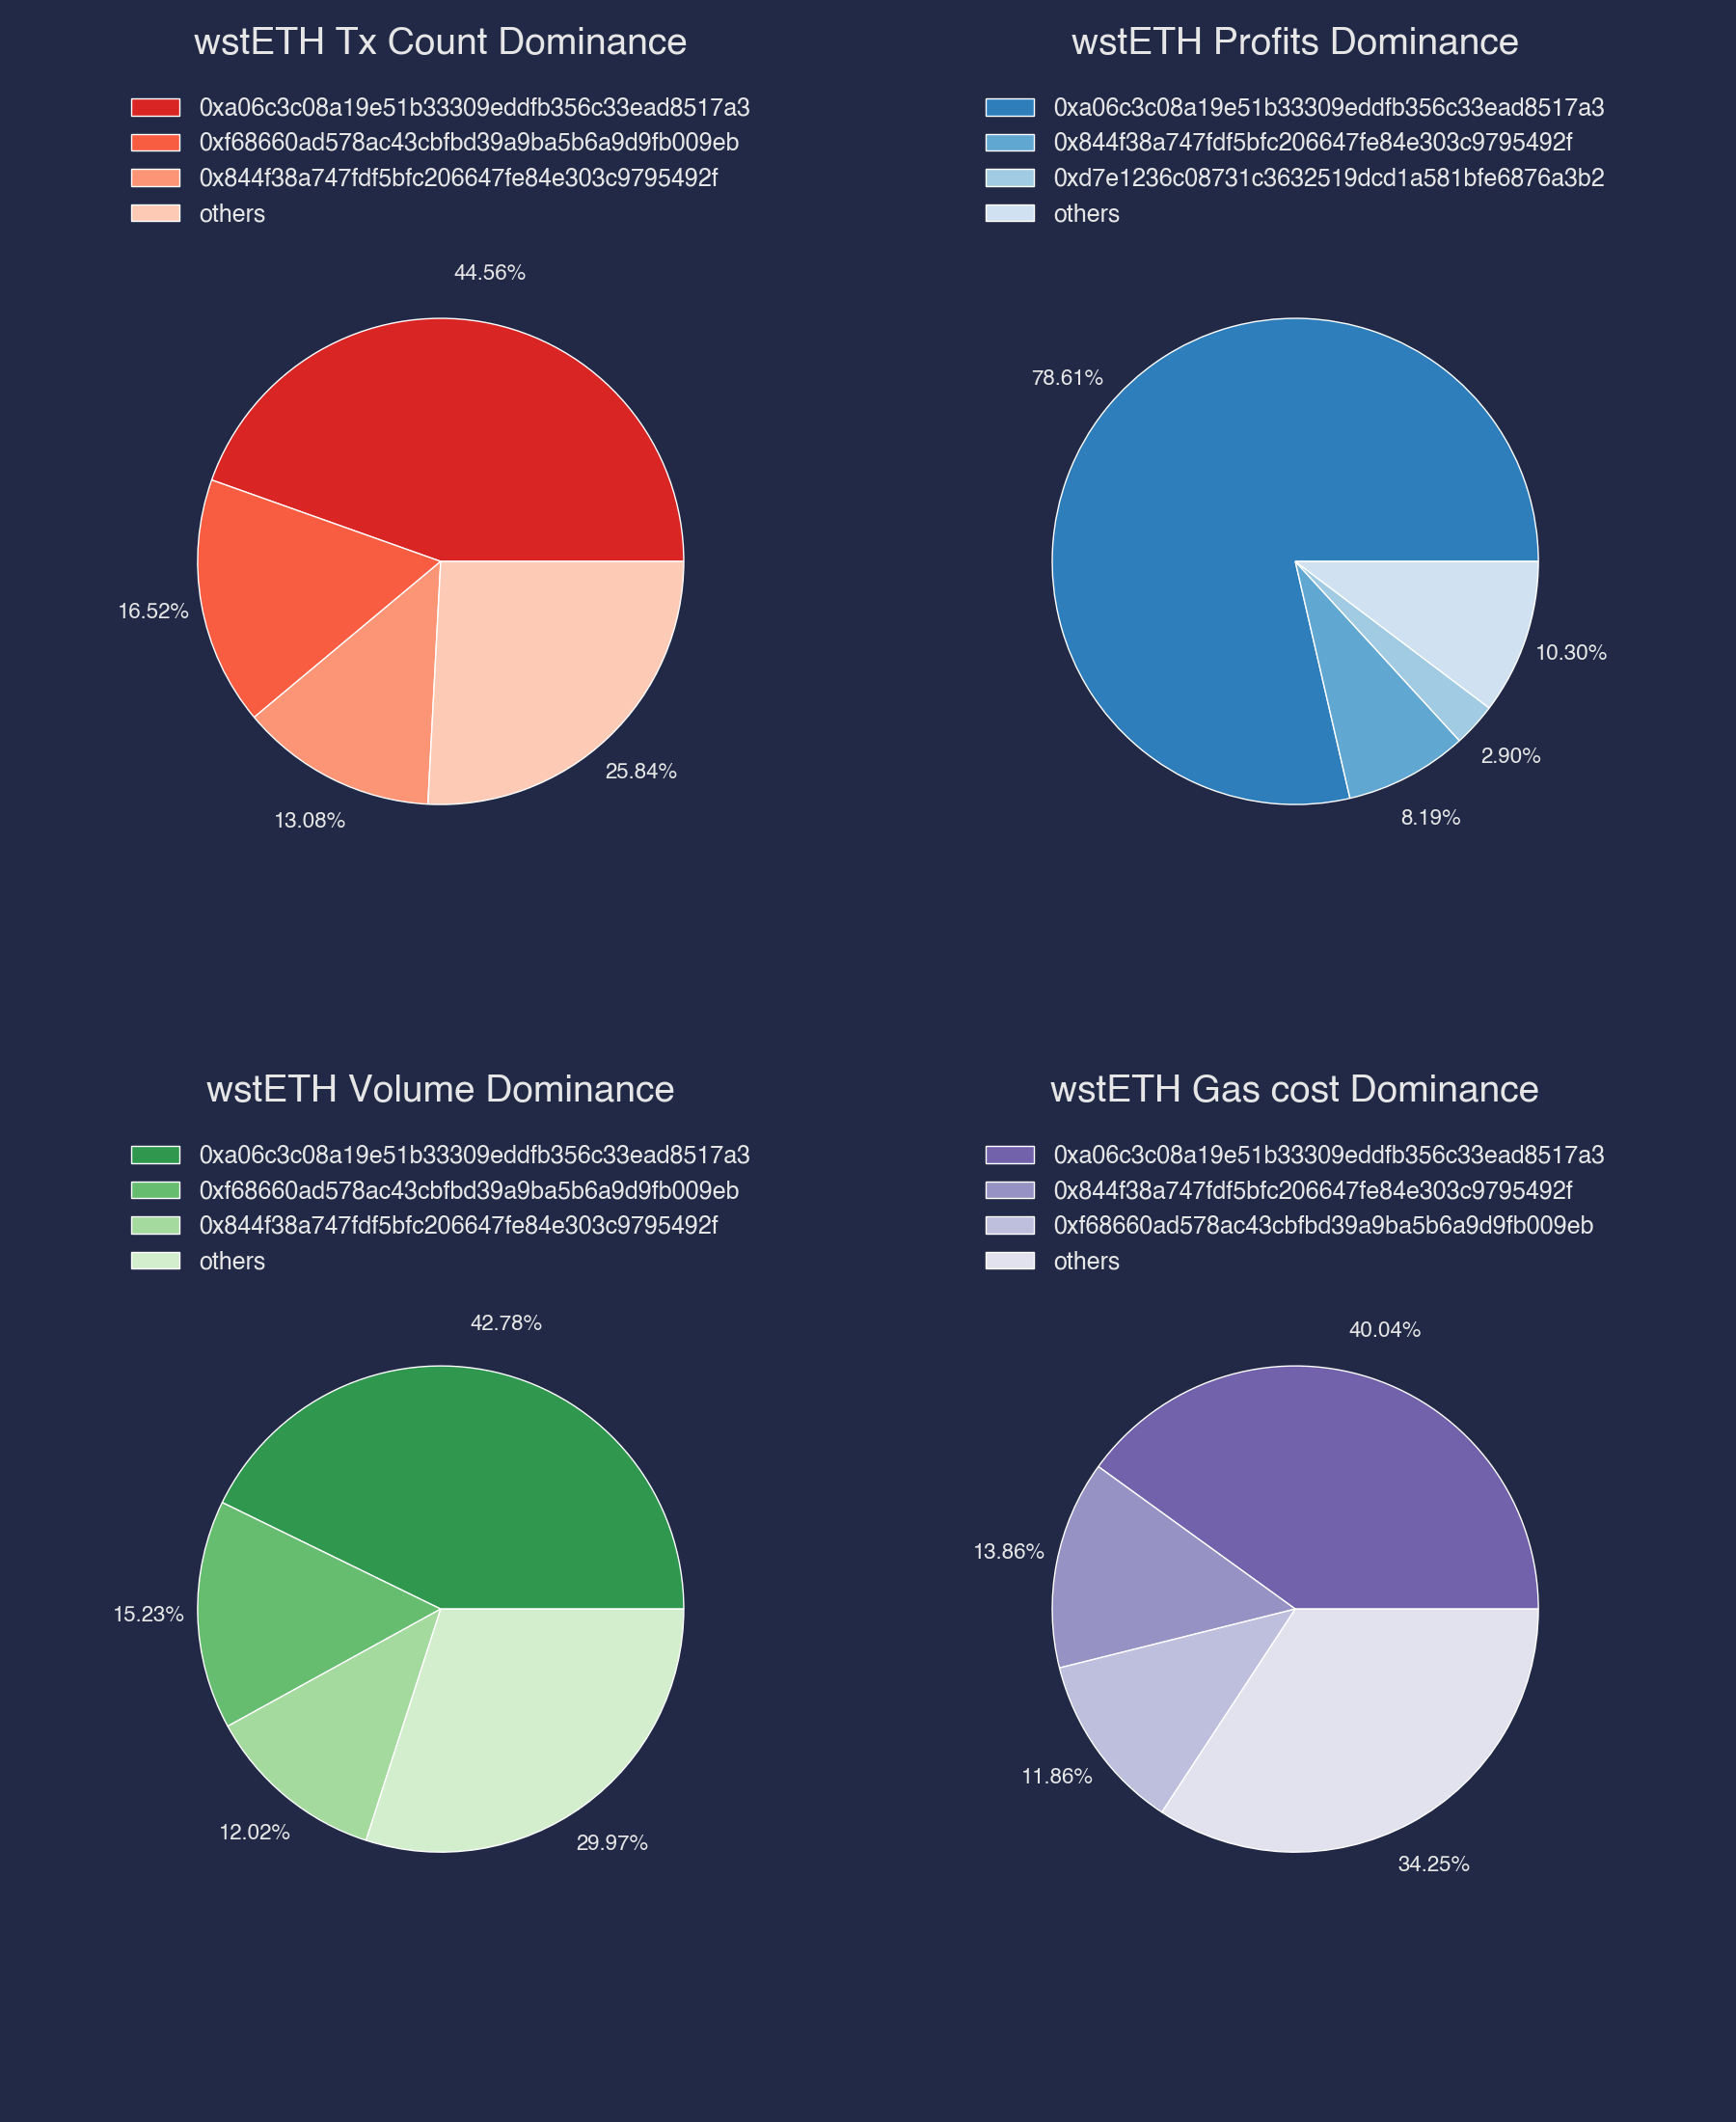 wstETH Tx Count Dominance
0xa06c3c08a19e51b33309eddfb356c33ead8517a3
0xf68660ad578ac43cbfbd39a9ba5b6a9d9fb009eb
0x844f38a747fdf5bfc206647fe84e303c9795492f
others
44.56%
16.52%
13.08%
25.84%
wstETH Profits Dominance
0xa06c3c08a19e51b33309eddfb356c33ead8517a3
0x844f38a747fdf5bfc206647fe84e303c9795492f
0xd7e1236c08731c3632519dcd1a581bfe6876a3b2
others
78.61%
8.19%
2.90%
10.30%
wstETH Volume Dominance
0xa06c3c08a19e51b33309eddfb356c33ead8517a3
0xf68660ad578ac43cbfbd39a9ba5b6a9d9fb009eb
0x844f38a747fdf5bfc206647fe84e303c9795492f
others
42.78%
15.23%
12.02%
29.97%
wstETH Gas cost Dominance
0xa06c3c08a19e51b33309eddfb356c33ead8517a3
0x844f38a747fdf5bfc206647fe84e303c9795492f
0xf68660ad578ac43cbfbd39a9ba5b6a9d9fb009eb
others
40.04%
13.86%
11.86%
34.25%